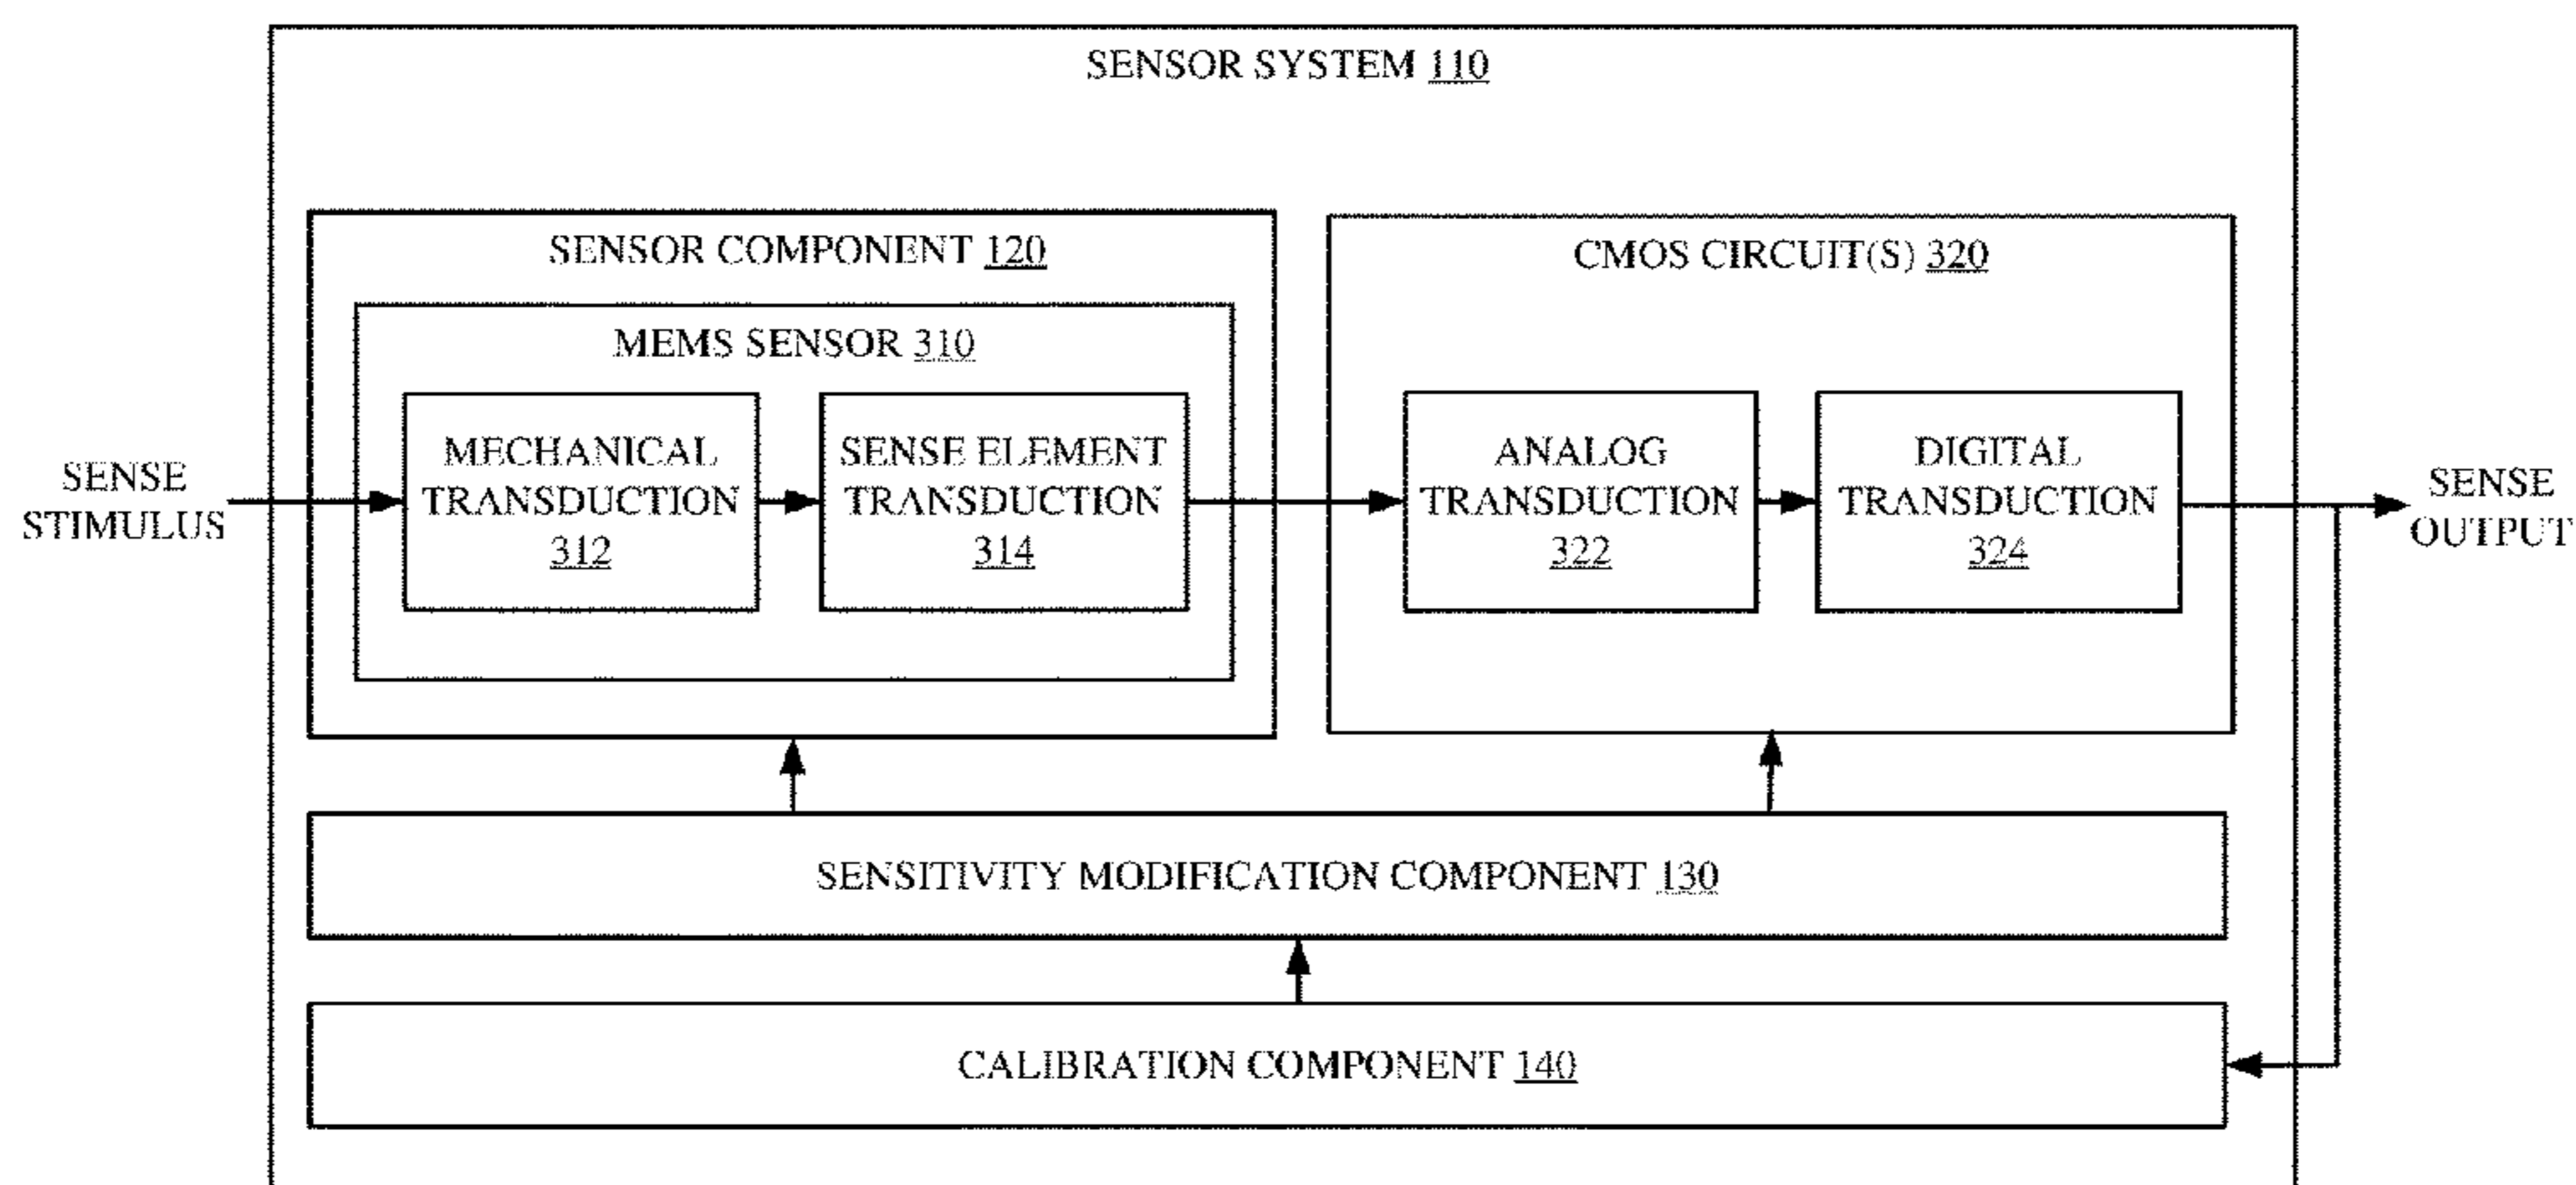 SENSOR SYSTEM 110
SENSOR COMPONENT 120
CMOS CIRCUIT(S) 320
MEMS SENSOR 310
SENSE
STIMULUS
MECHANICAL
TRANSDUCTION
312
SENSE ELEMENT
TRANSDUCTION
314
ANALOG
TRANSDUCTION
322
DIGITAL
TRANSDUCTION
324
SENSE
OUTPUT
SENSITIVITY MODIFICATION COMPONENT 130
CALIBRATION COMPONENT 140